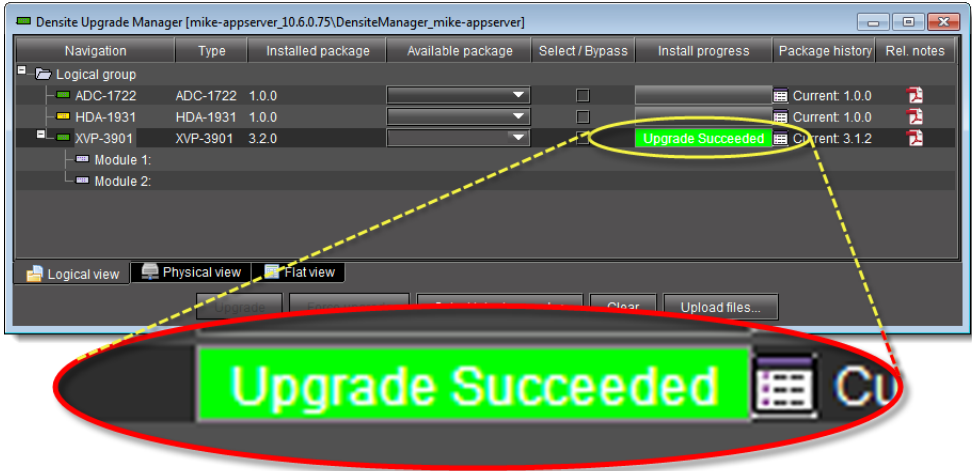 Densite Upgrade Manager [mike-appserver_10.6.0.75\DensiteManager_mike-appserver]
Navigation Type Installed package Available package Select / Bypass Install progress Package history Rel. notes
Logical group
ADC-1722 ADC-1722 1.0.0 Current: 1.0.0
HDA-1931 HDA-1931 1.0.0 Current: 1.0.0
XVP-3901 XVP-3901 3.2.0 Upgrade Succeeded Current: 3.1.2
Module 1:
Module 2:
Logical view Physical view Flat view
Upgrade Clear Upload files...
Upgrade Succeeded Cu